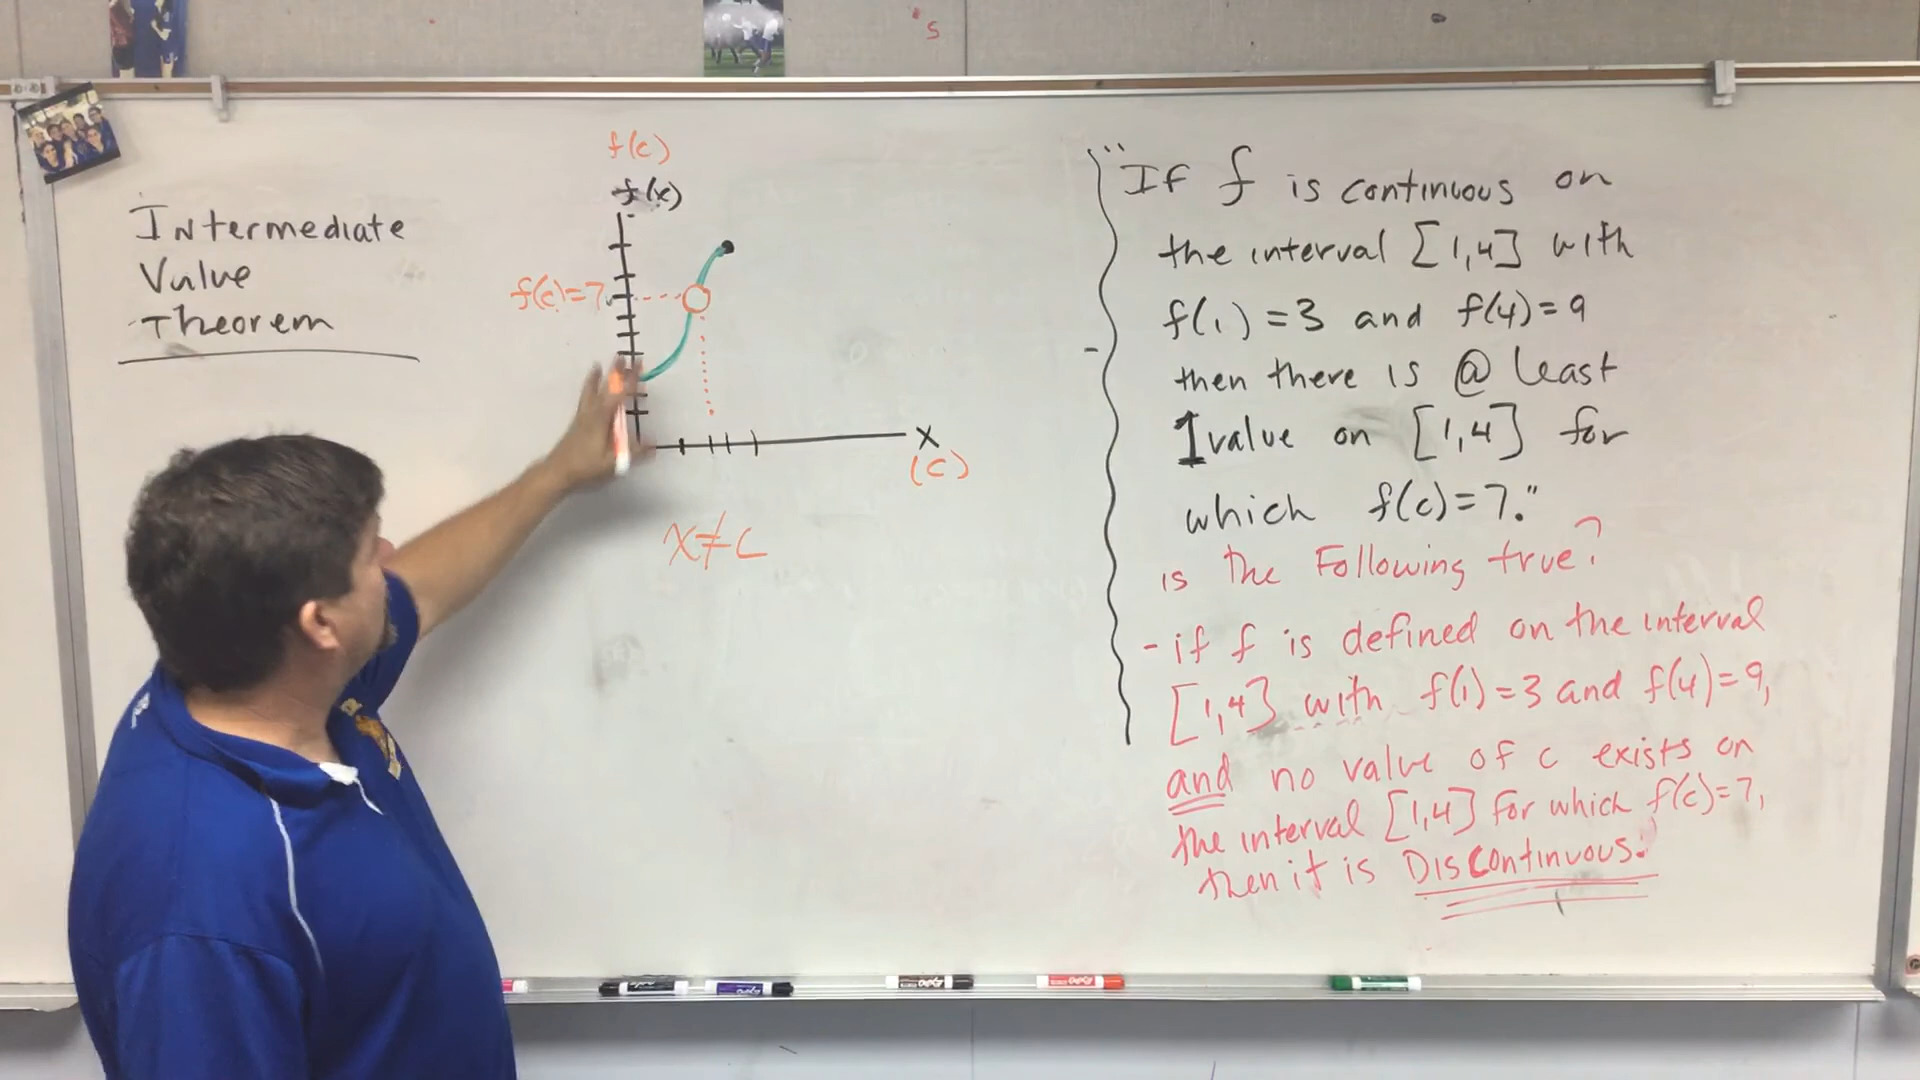 's
Intermediate
Value
Theorem
f(c)
f(x)
f(c)=7
X
(c)
x≠c
"If f is continuous on
the interval [1,4] with
f(1)=3 and f(4)=9
then there is @ least
1 value on [1,4] for
which f(c)=7."
is the Following true?
- if f is defined on the interval
[1,4] with f(1)=3 and f(4)=9,
and no value of c exists on
the interval [1,4] for which f(c)=7,
then it is DISCONTINUOUS.